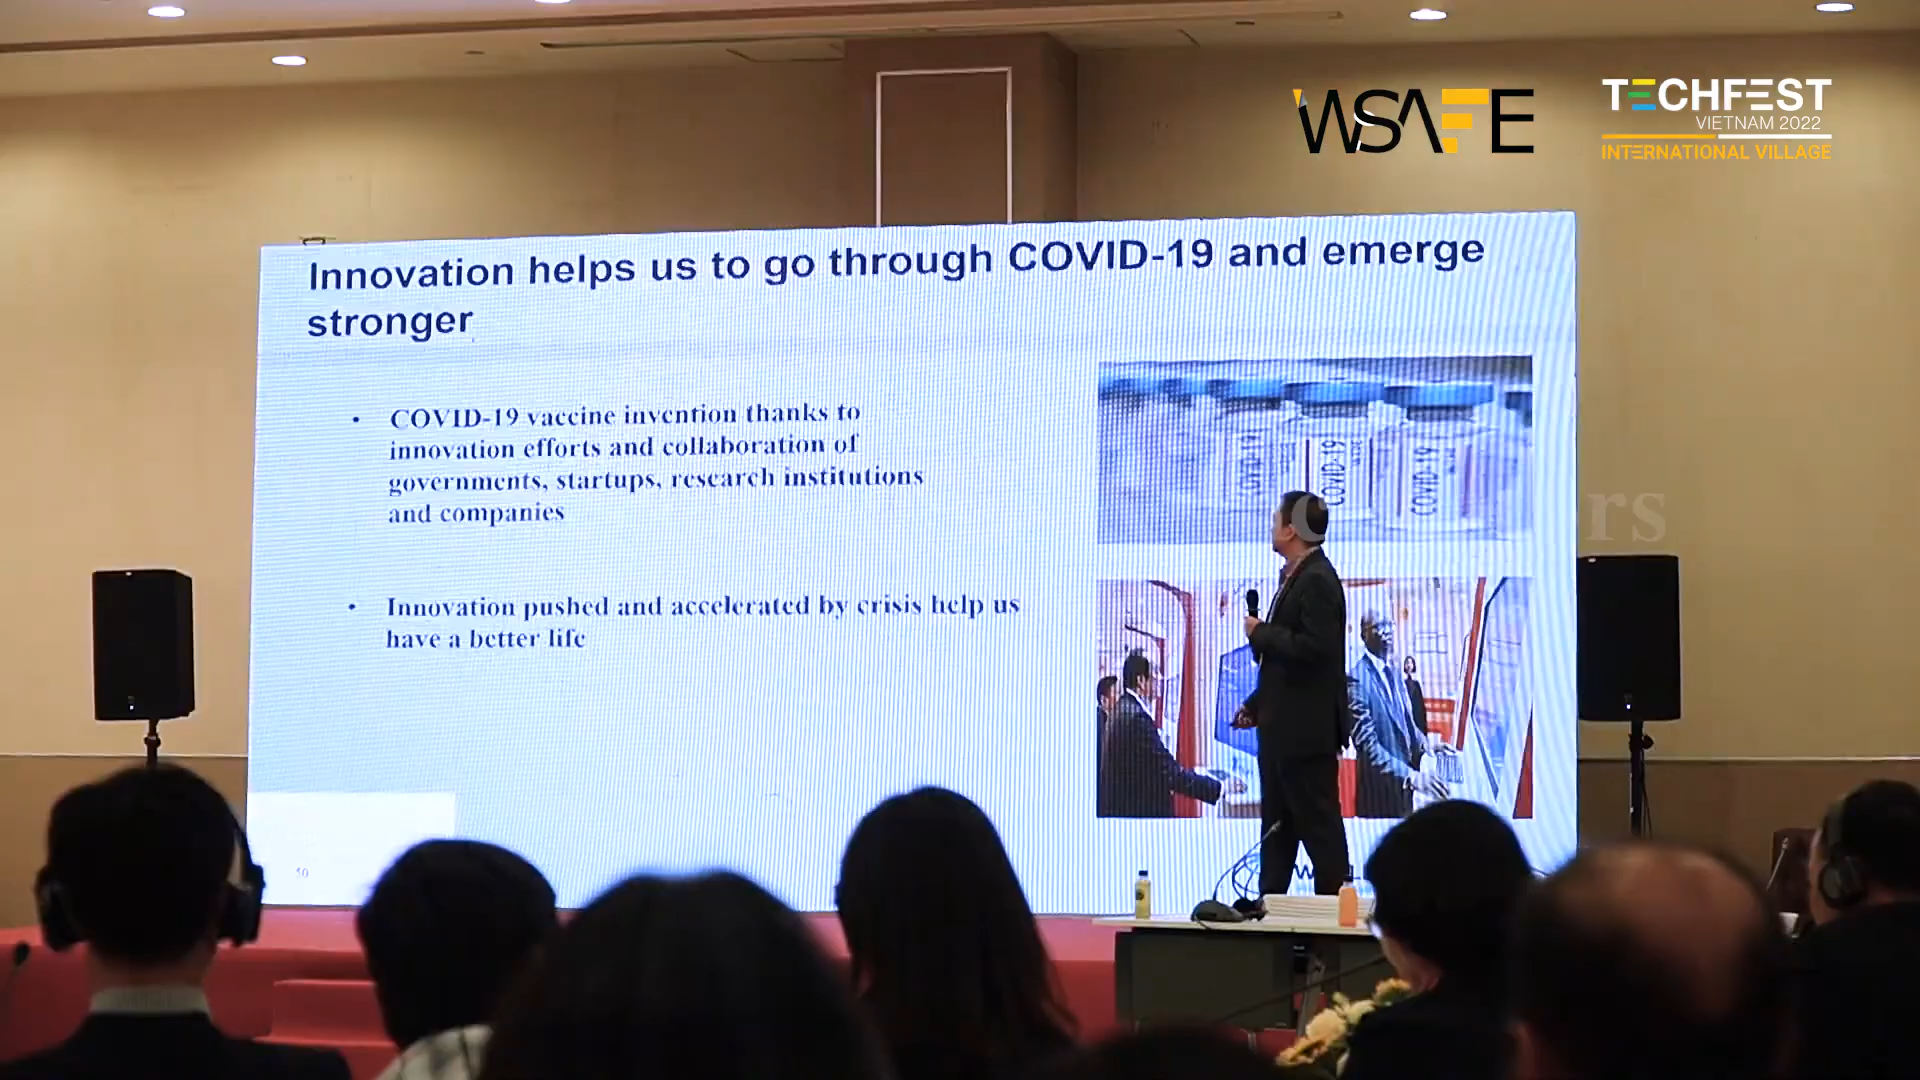 WSAFE
TECHFEST
VIETNAM 2022
INTERNATIONAL VILLAGE
Innovation helps us to go through COVID-19 and emerge
stronger
• COVID-19 vaccine invention thanks to
innovation efforts and collaboration of
governments, startups, research institutions
and companies
• Innovation pushed and accelerated by crisis help us
have a better life
COVID-19
COVID-19
COVID-19
50